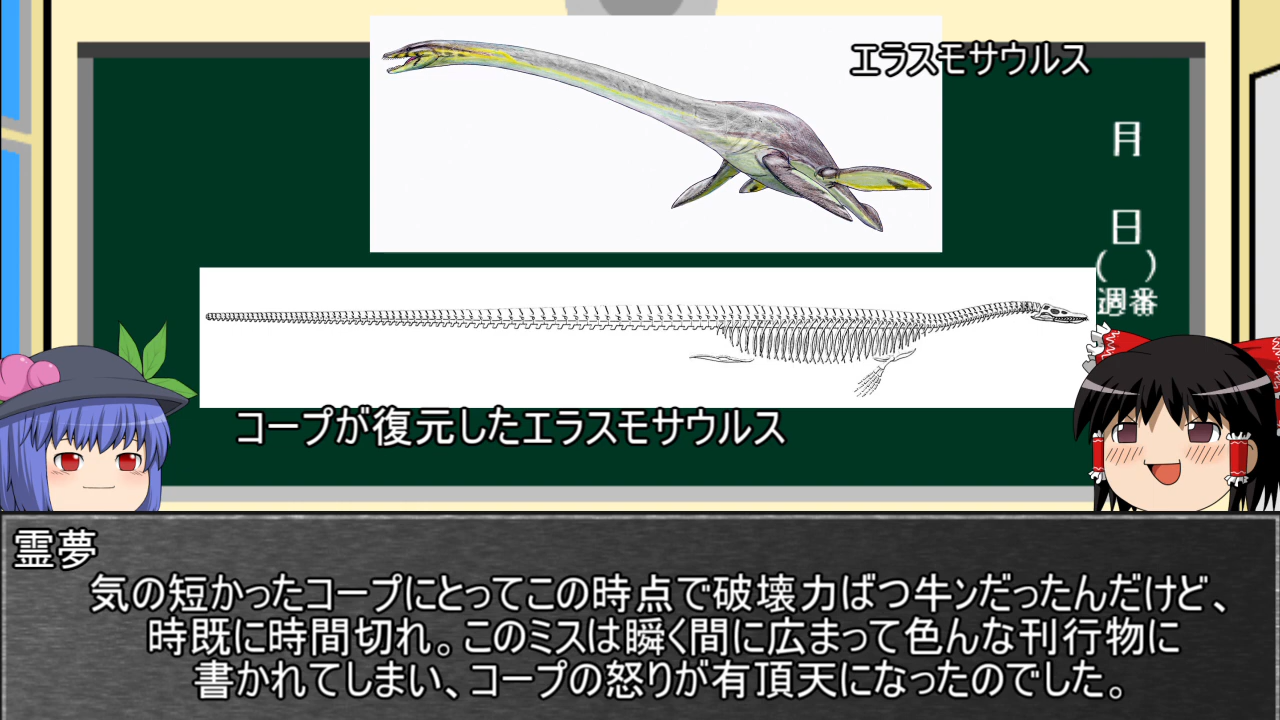 エラスモサウルス
月
日
(　)
週番
コープが復元したエラスモサウルス
霊夢
気の短かったコープにとってこの時点で破壊力ばつ牛ンだったんだけど、
時既に時間切れ。このミスは瞬く間に広まって色んな刊行物に
書かれてしまい、コープの怒りが有頂天になったのでした。